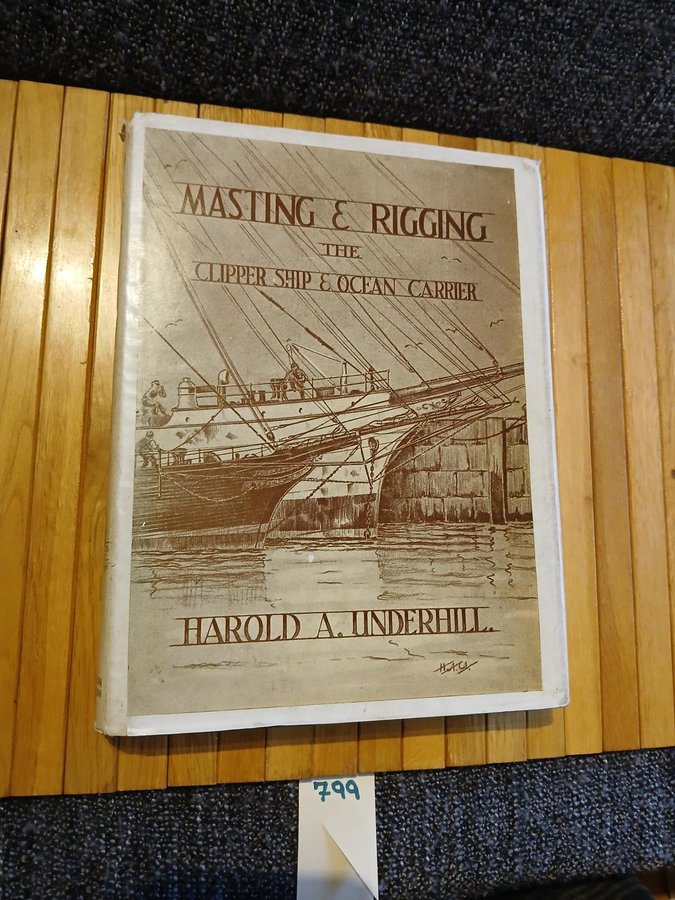 MASTING & RIGGING
THE
CLIPPER SHIP & OCEAN CARRIER
HAROLD A. UNDERHILL.
H.A.U.
799